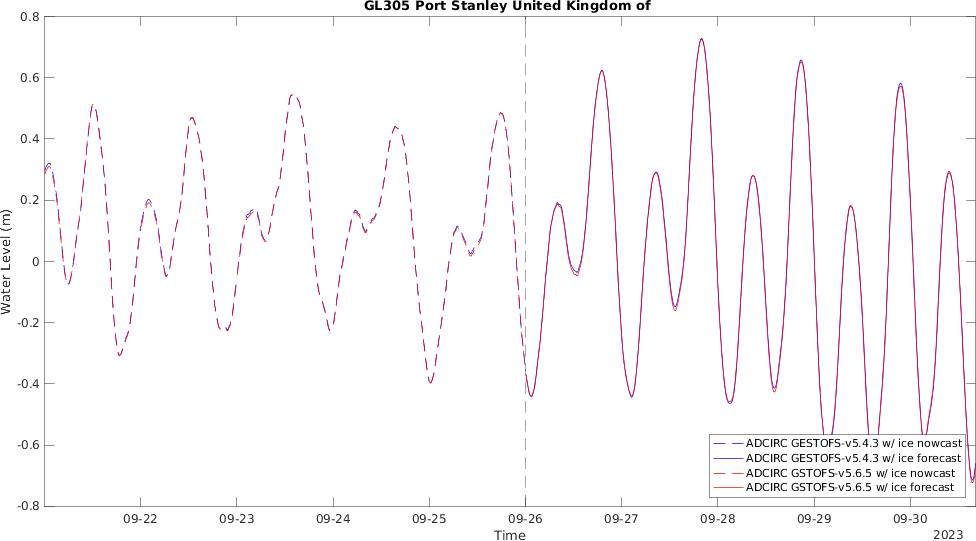 GL305 Port Stanley United Kingdom of
0.8
0.6
0.4
0.2
0
-0.2
-0.4
-0.6
-0.8
Water Level (m)
ADCIRC GESTOFS-v5.4.3 w/ ice nowcast
ADCIRC GESTOFS-v5.4.3 w/ ice forecast
ADCIRC GSTOFS-v5.6.5 w/ ice nowcast
ADCIRC GSTOFS-v5.6.5 w/ ice forecast
09-22 09-23 09-24 09-25 09-26 09-27 09-28 09-29 09-30
Time
2023